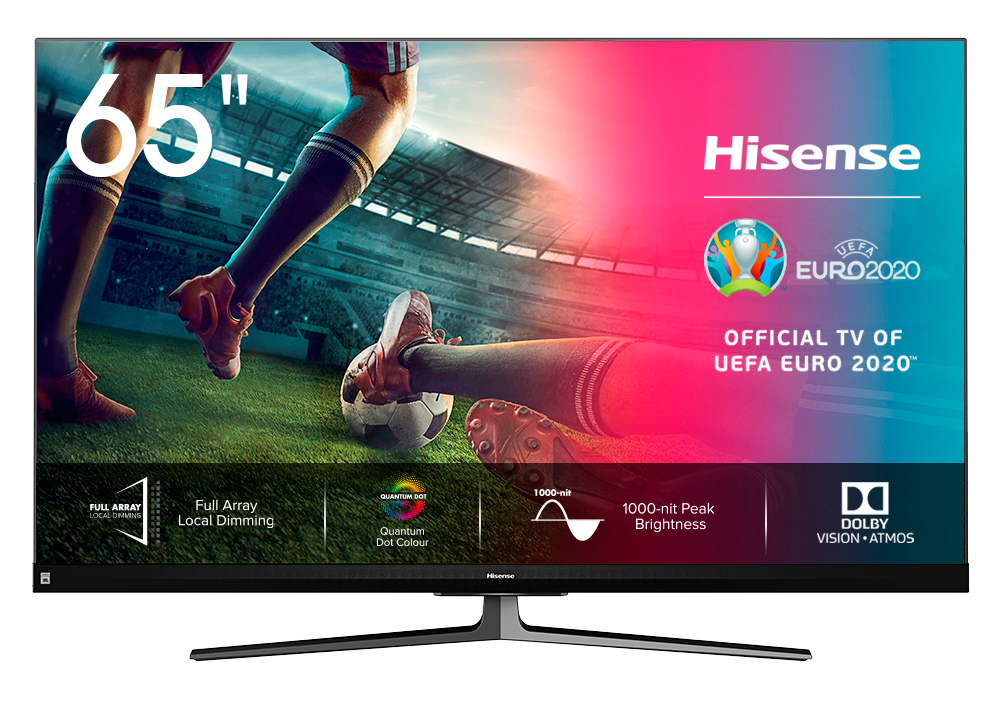 65"
Hisense
UEFA
EURO2020
OFFICIAL TV OF
UEFA EURO 2020™
FULL ARRAY
LOCAL DIMMING
Full Array
Local Dimming
QUANTUM DOT
Quantum
Dot Colour
1000-nit
1000-nit Peak
Brightness
DOLBY
VISION • ATMOS
Hisense